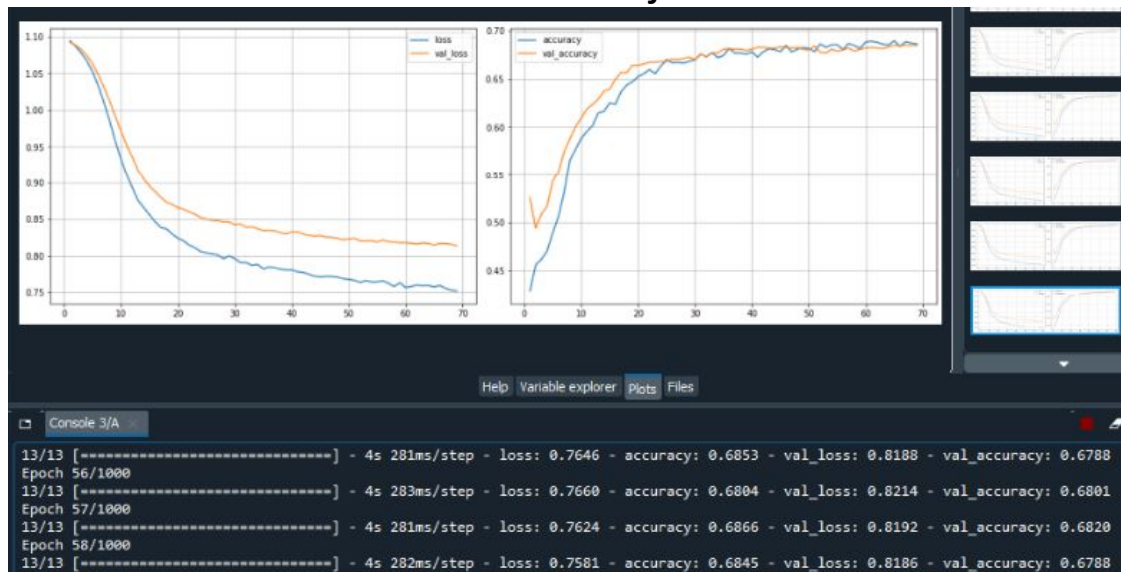 1.10
1.05
1.00
0.95
0.90
0.85
0.80
0.75
0 10 20 30 40 50 60 70
loss
val_loss
0.70
0.65
0.60
0.55
0.50
0.45
0 10 20 30 40 50 60 70
accuracy
val_accuracy
Help Variable explorer Plots Files
Console 3/A
13/13 [==============================] - 4s 281ms/step - loss: 0.7646 - accuracy: 0.6853 - val_loss: 0.8188 - val_accuracy: 0.6788
Epoch 56/1000
13/13 [==============================] - 4s 283ms/step - loss: 0.7660 - accuracy: 0.6804 - val_loss: 0.8214 - val_accuracy: 0.6801
Epoch 57/1000
13/13 [==============================] - 4s 281ms/step - loss: 0.7624 - accuracy: 0.6866 - val_loss: 0.8192 - val_accuracy: 0.6820
Epoch 58/1000
13/13 [==============================] - 4s 282ms/step - loss: 0.7581 - accuracy: 0.6845 - val_loss: 0.8186 - val_accuracy: 0.6788